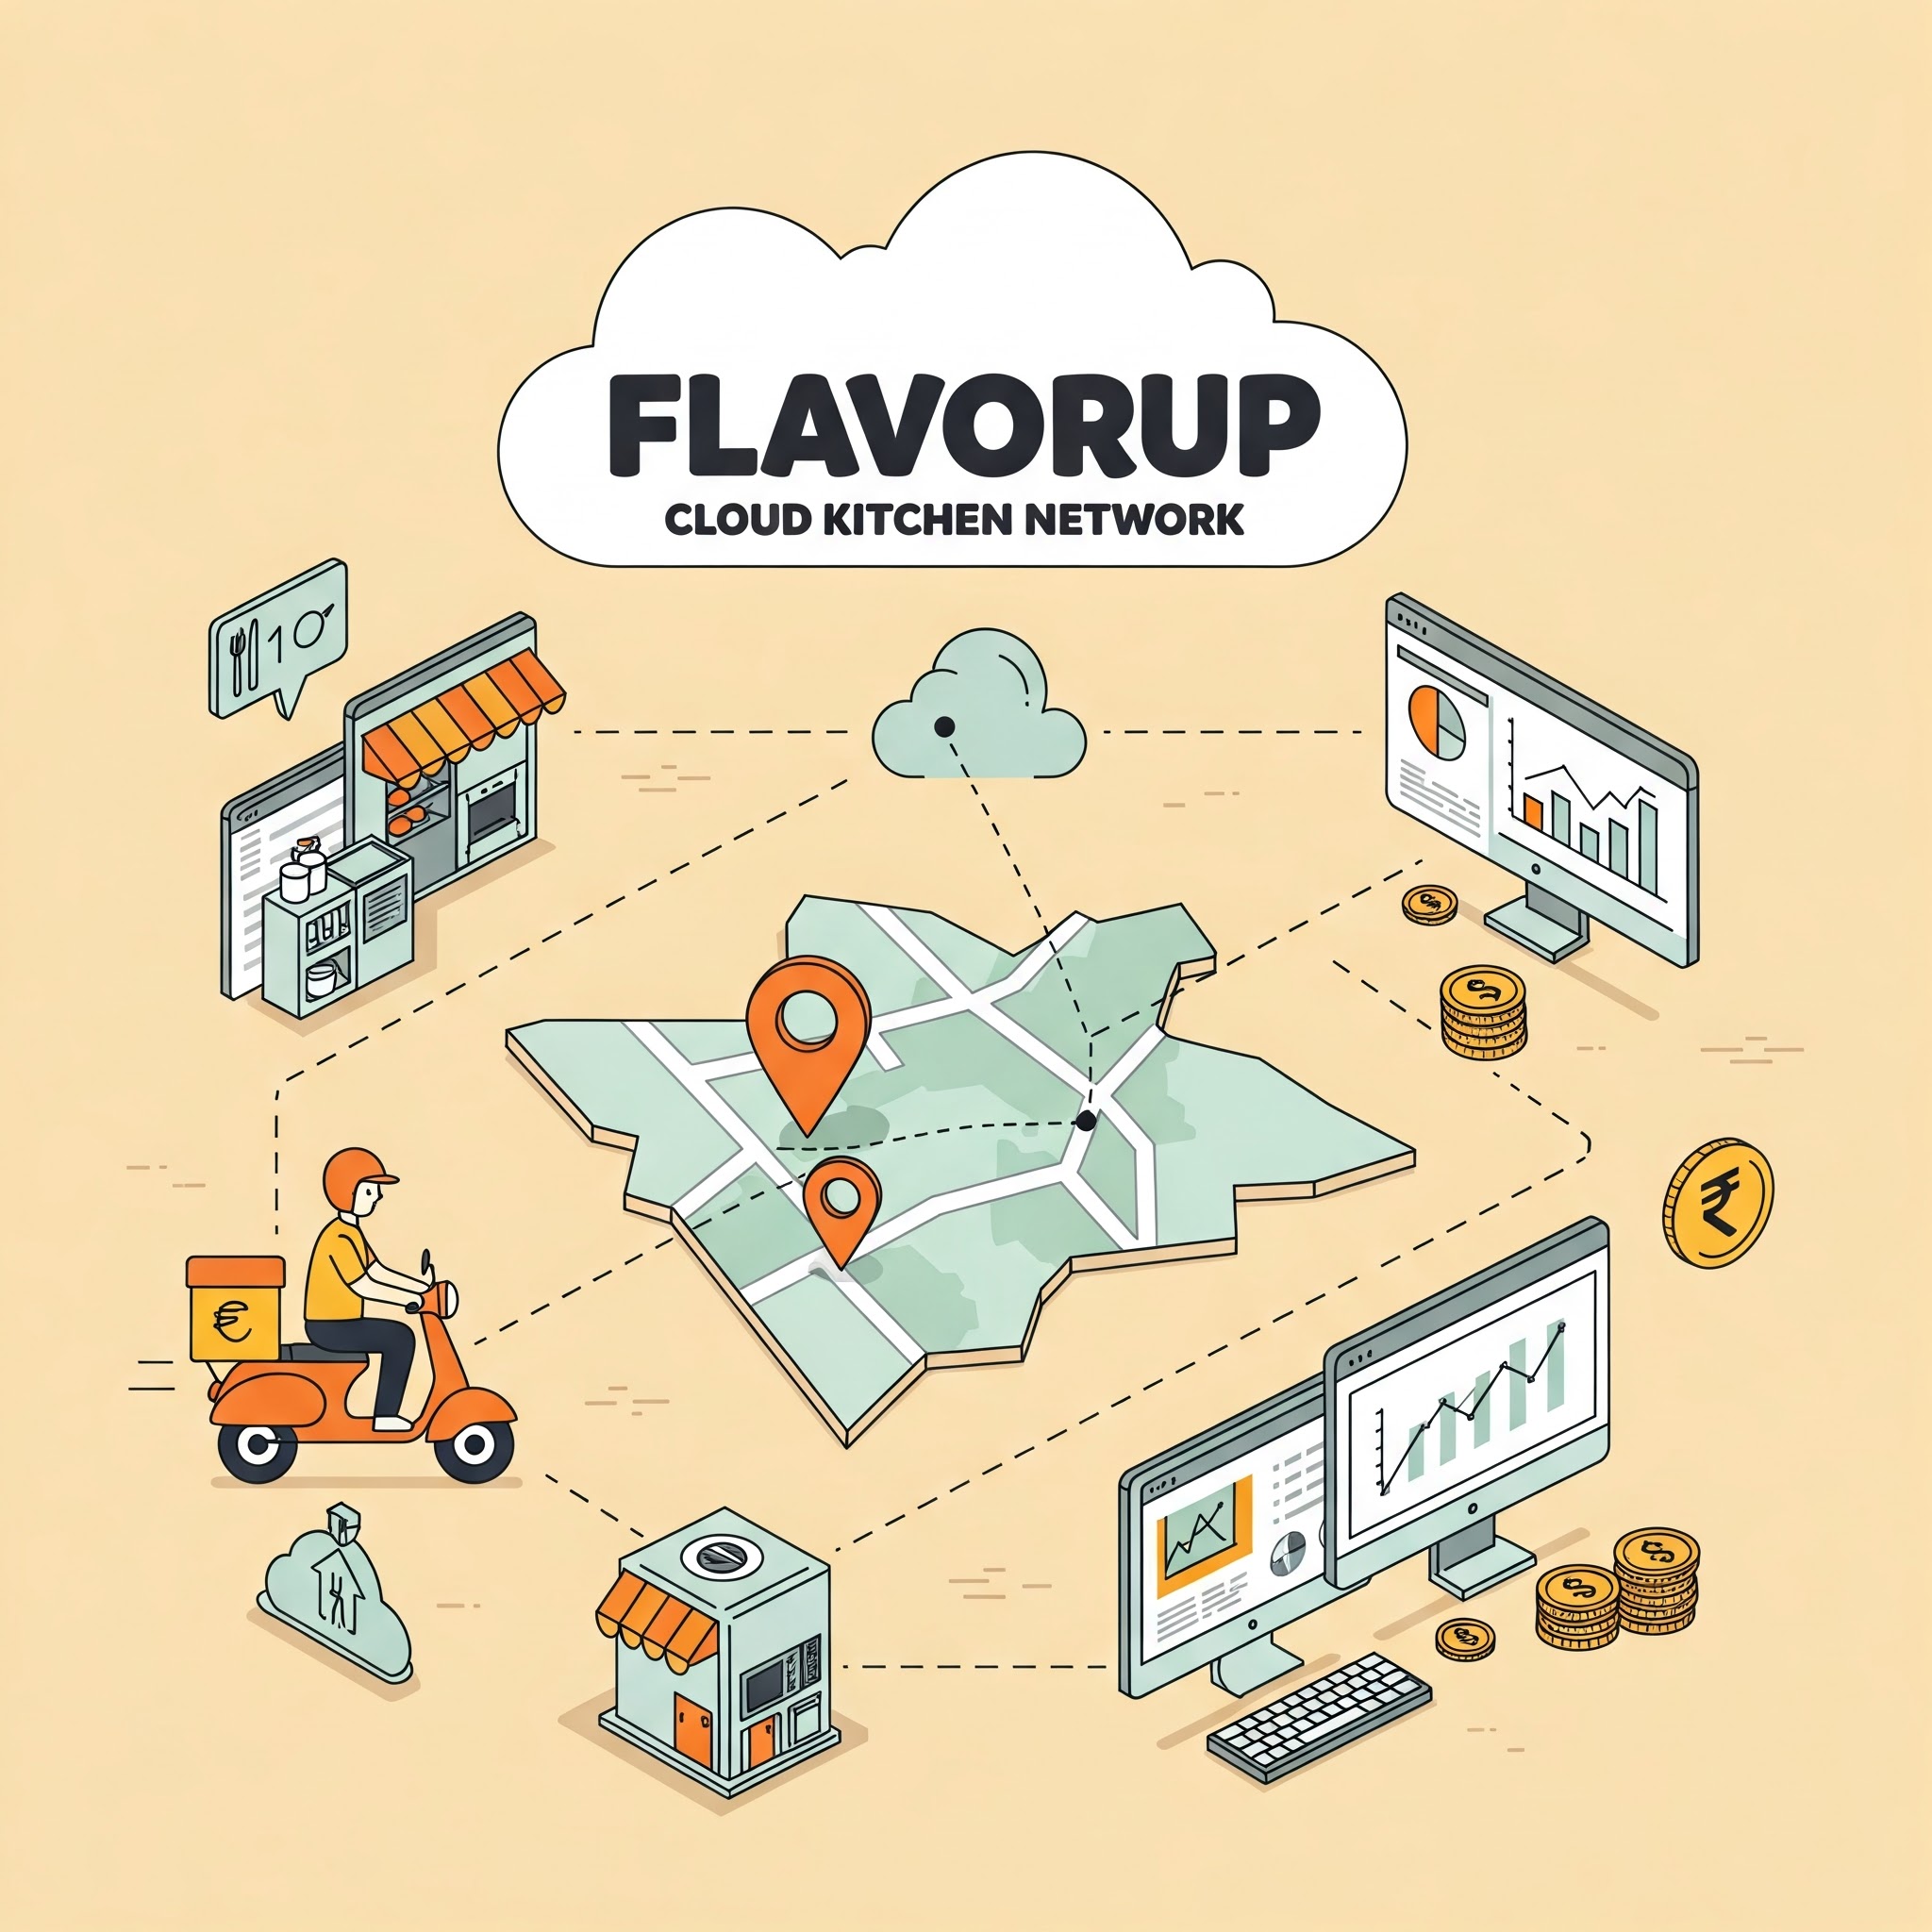 FLAVORUP
CLOUD KITCHEN NETWORK
€
₹